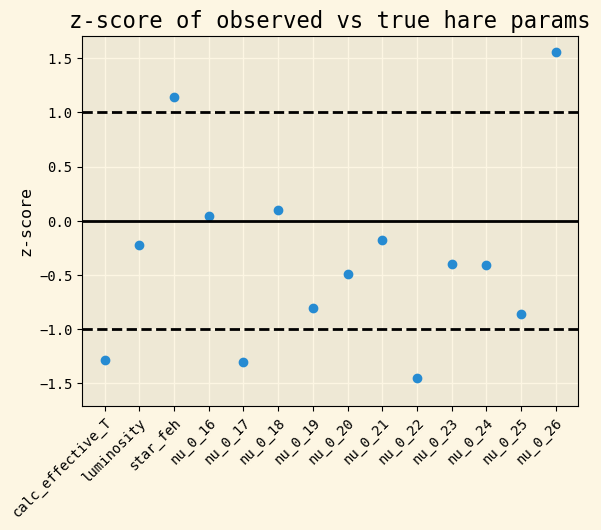 z-score of observed vs true hare params
z-score
1.5
1.0
0.5
0.0
−0.5
−1.0
−1.5
calc_effective_T
luminosity
star_feh
nu_0_16
nu_0_17
nu_0_18
nu_0_19
nu_0_20
nu_0_21
nu_0_22
nu_0_23
nu_0_24
nu_0_25
nu_0_26